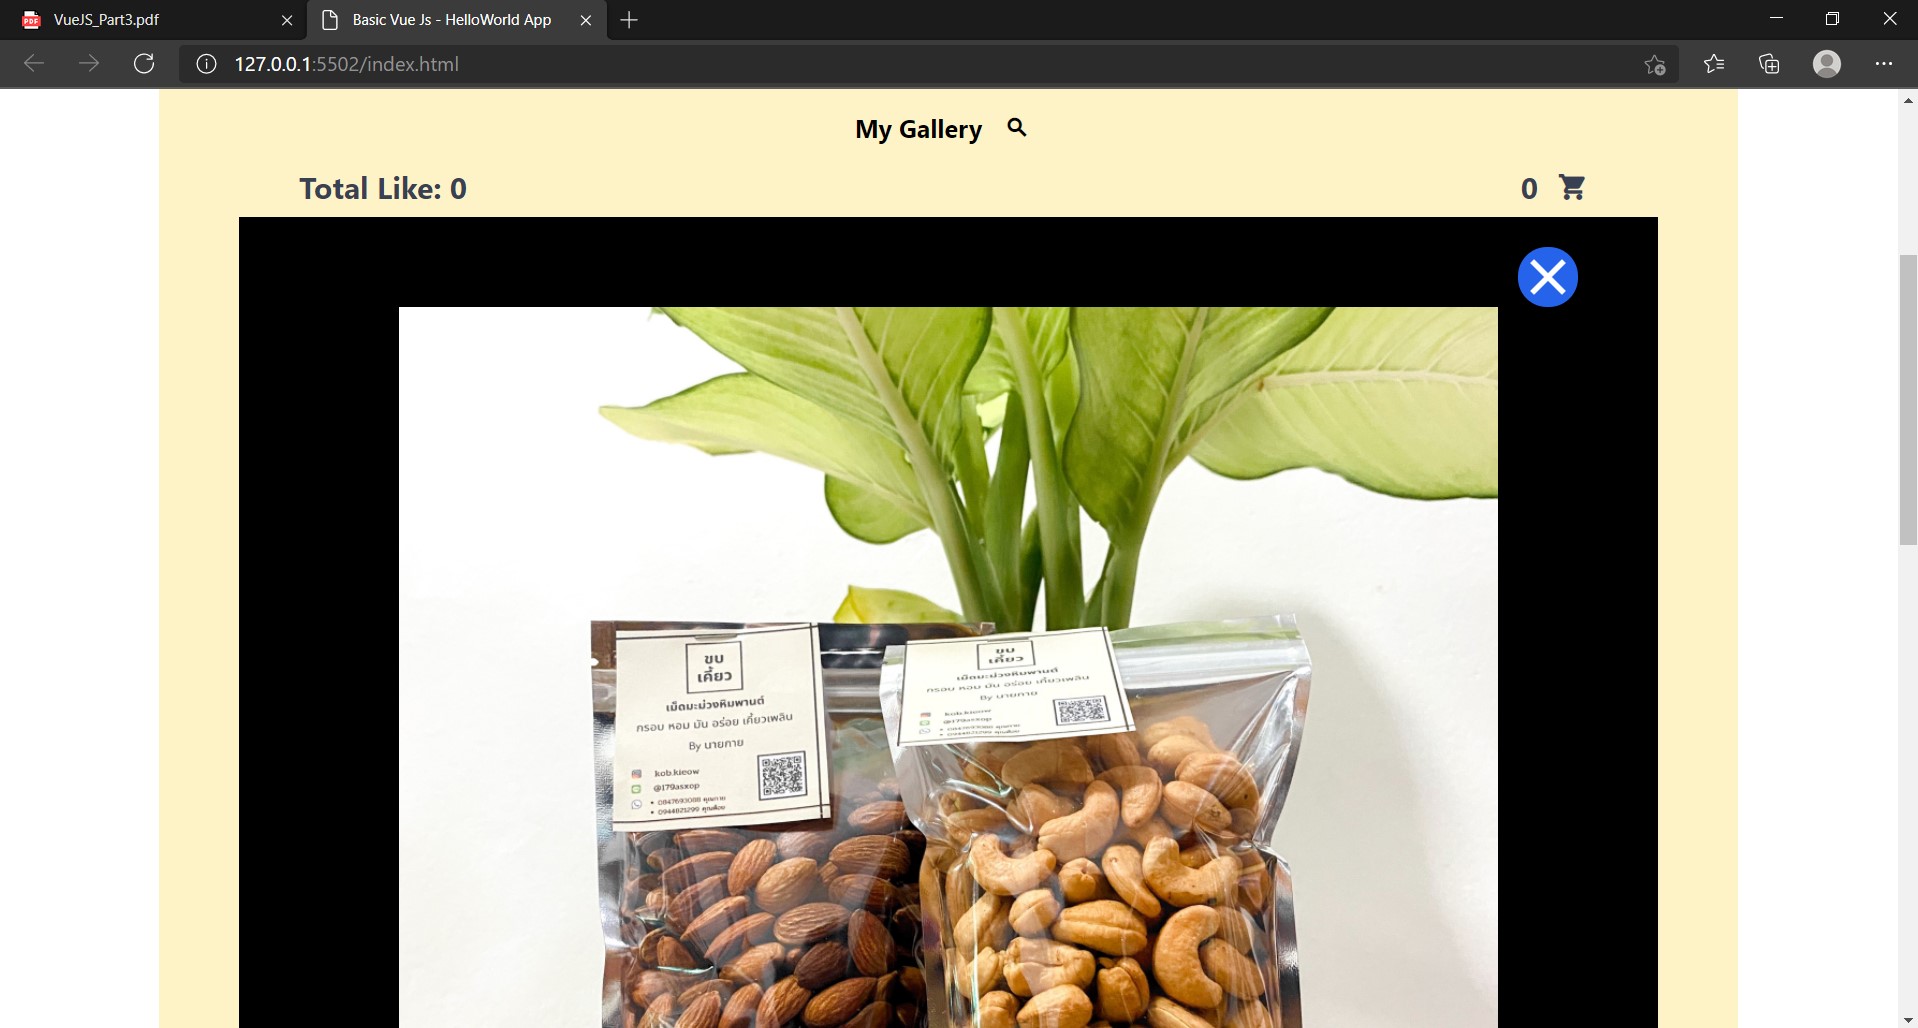 VueJS_Part3.pdf
Basic Vue Js - HelloWorld App
127.0.0.1:5502/index.html
My Gallery
Total Like: 0
0
ขบ
เคี้ยว
เม็ดมะม่วงหิมพานต์
กรอบ หอม มัน อร่อย เคี้ยวเพลิน
By นายกาย
kob.kieow
@179asxop
ขบ
เคี้ยว
เม็ดมะม่วงหิมพานต์
กรอบ หอม มัน อร่อย เคี้ยวเพลิน
By นายกาย
kob.kieow
@179asxop